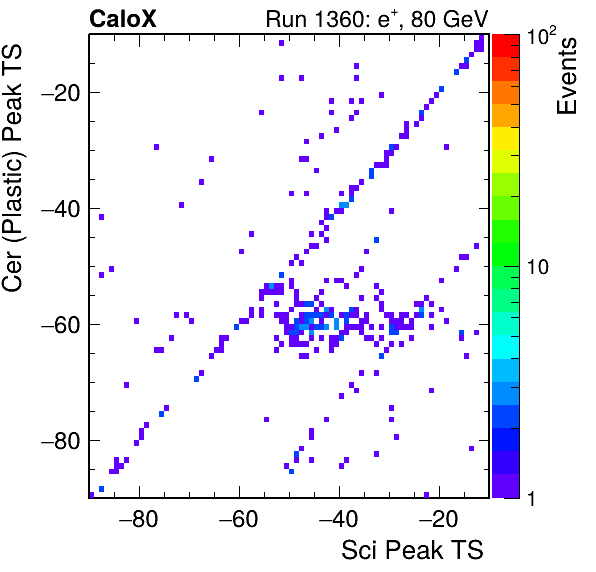 CaloX Run 1360: e⁺, 80 GeV
Cer (Plastic) Peak TS
−20
−40
−60
−80
−80 −60 −40 −20
Sci Peak TS
10²
10
1
Events